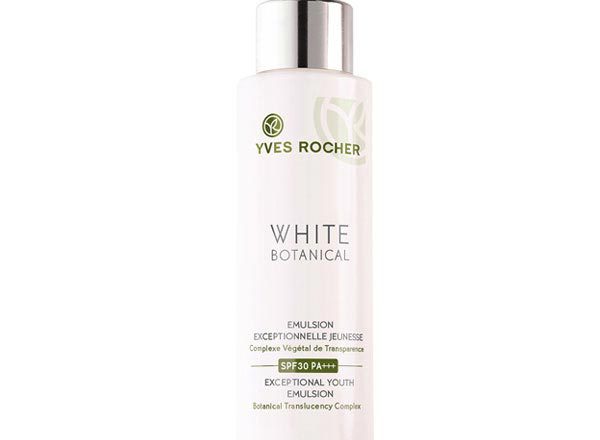 YVES ROCHER
WHITE
BOTANICAL
EMULSION
EXCEPTIONNELLE JEUNESSE
Complexe Végétal de Transparence
SPF30 PA+++
EXCEPTIONAL YOUTH
EMULSION
Botanical Translucency Complex